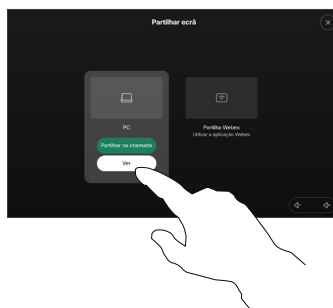 Partilhar ecrã
PC
Partilhar na chamada
Ver
Partilha Webex
Utilizar a aplicação Webex